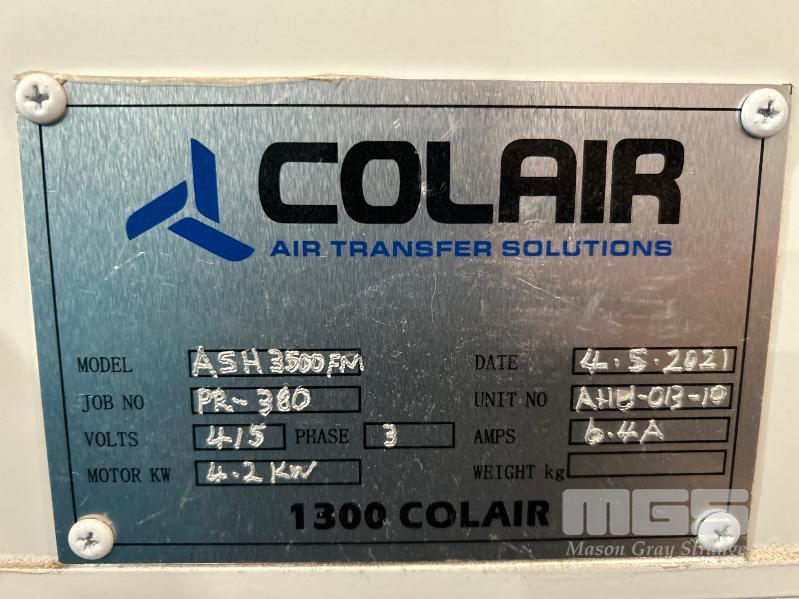 COLAIR
AIR TRANSFER SOLUTIONS
MODEL ASH3500FM DATE 4.5.2021
JOB NO PR-380 UNIT NO AHU-013-10
VOLTS 415 PHASE 3 AMPS 6.4A
MOTOR KW 4.2KW WEIGHT kg
1300 COLAIR
MGS
Mason Gray Strange